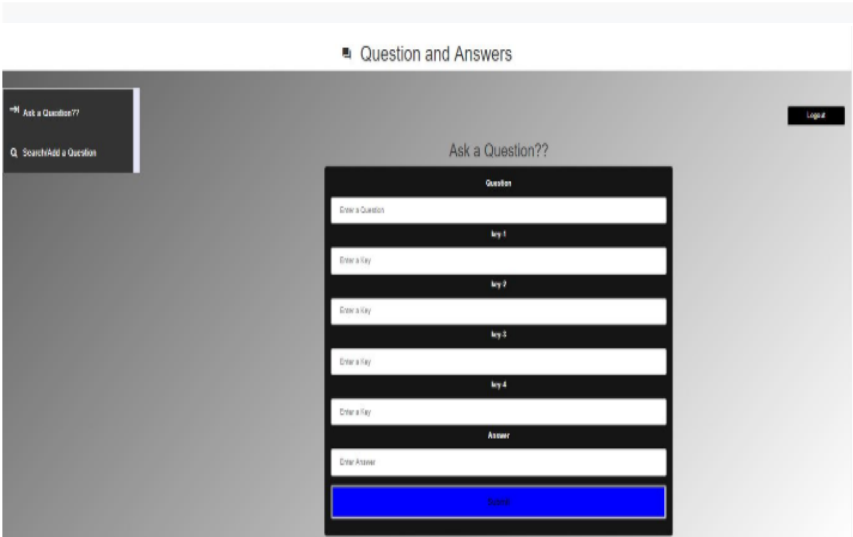 Question and Answers
Ask a Question??
Search/Add a Question
Logout
Ask a Question??
Question
Enter a Question
key-1
Enter a Key
key-2
Enter a Key
key-3
Enter a Key
key-4
Enter a Key
Answer
Enter Answer